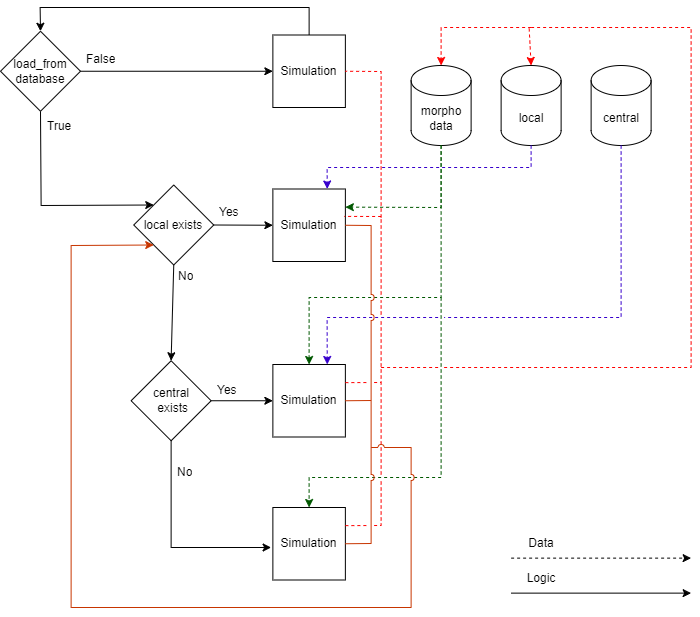 load_from
database
False
Simulation
morpho
data
local
central
True
local exists
Yes
Simulation
No
central
exists
Yes
Simulation
No
Simulation
Data
Logic